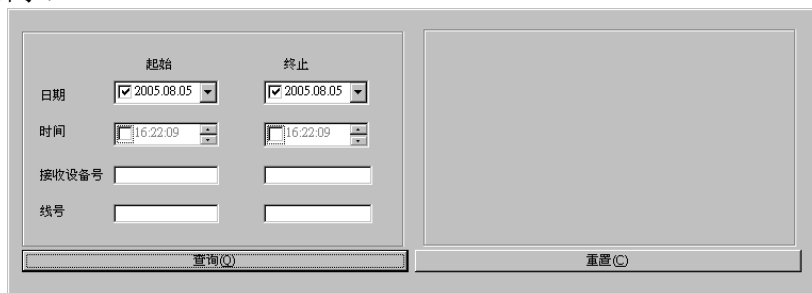 起始 终止
日期 2005.08.05 2005.08.05
时间 16:22:09 16:22:09
接收设备号
线号
查询(Q) 重置(C)